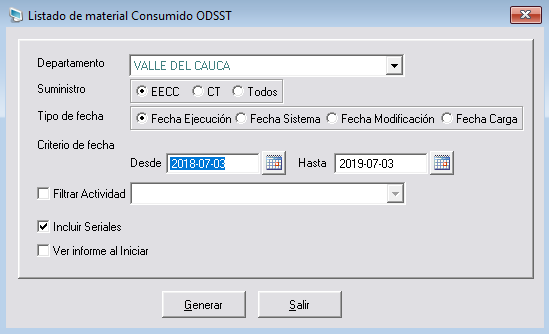 Listado de material Consumido ODSST
Departamento VALLE DEL CAUCA
Suministro EECC CT Todos
Tipo de fecha Fecha Ejecución Fecha Sistema Fecha Modificación Fecha Carga
Criterio de fecha
Desde 2018-07-03 Hasta 2019-07-03
Filtrar Actividad
Incluir Seriales
Ver informe al Iniciar
Generar Salir